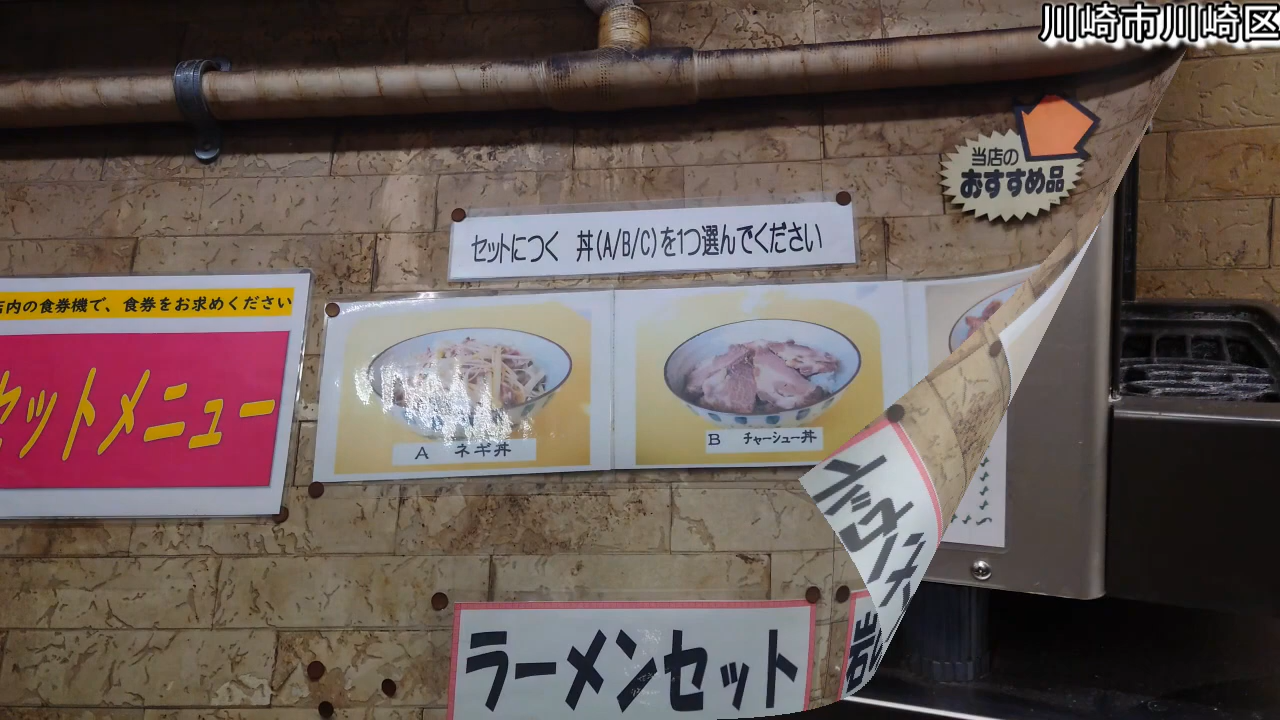 川崎市川崎区
当店の
おすすめ品
セットにつく 丼(A/B/C)を1つ選んでください
店内の食券機で、食券をお求めください
セットメニュー
A ネギ丼
B チャーシュー丼
ラーメンセット